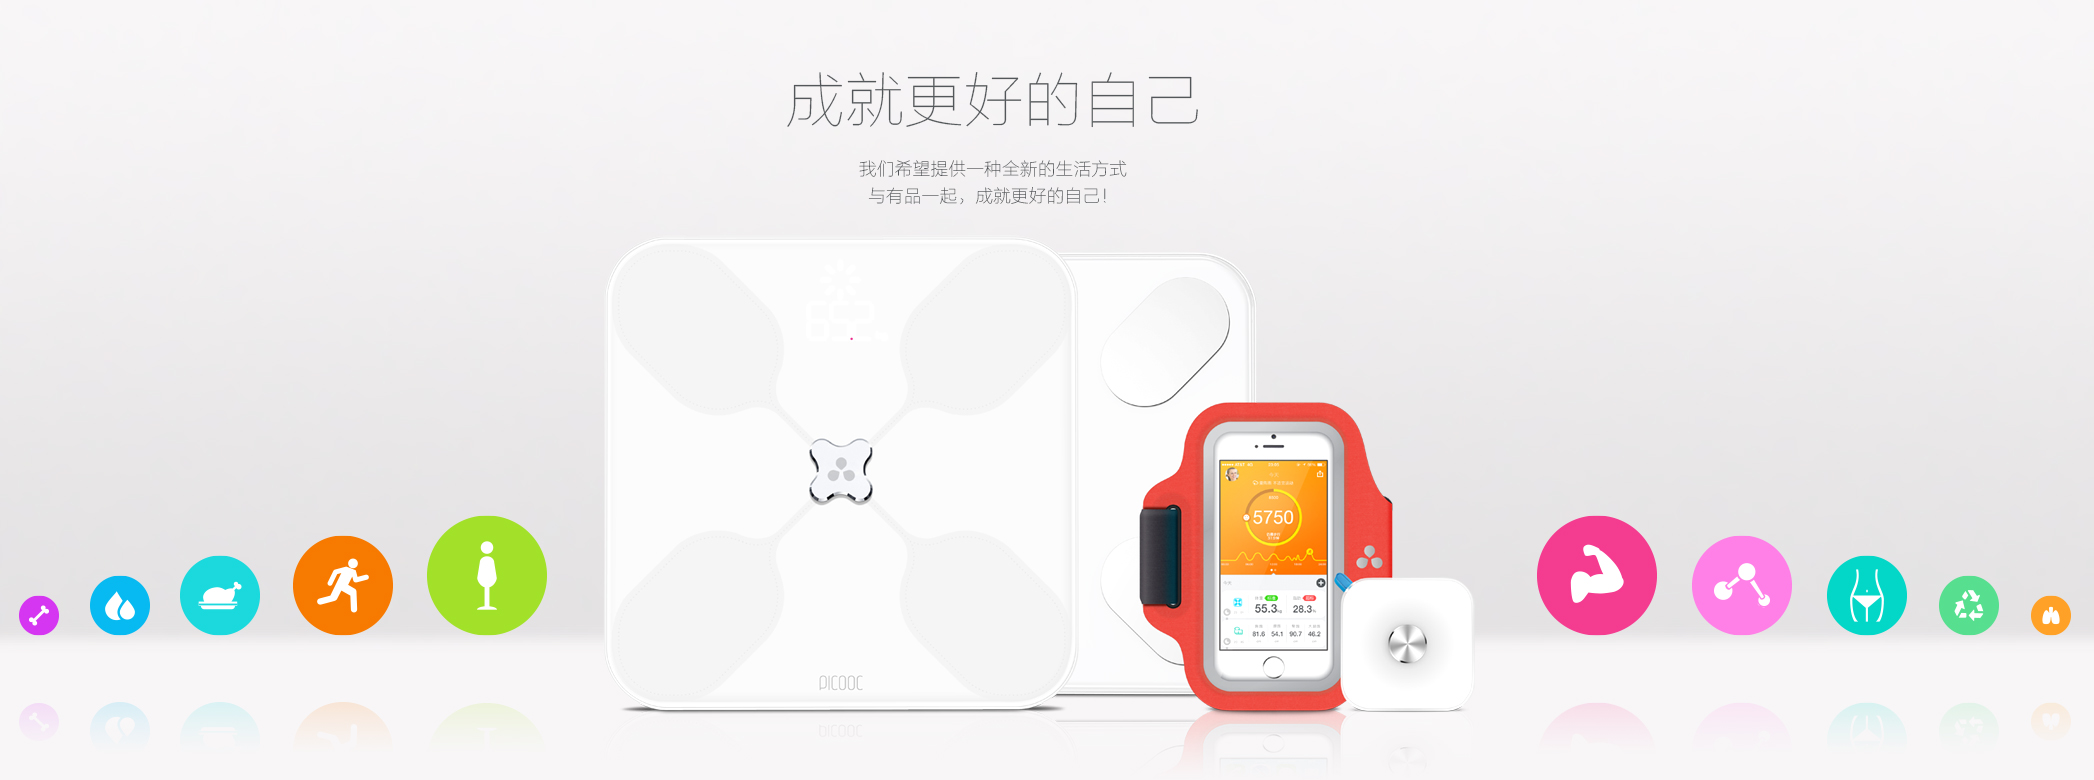 成就更好的自己
我们希望提供一种全新的生活方式
与有品一起，成就更好的自己！
PICOOC
5750
55.3
28.3
81.6 54.1 90.7 46.2